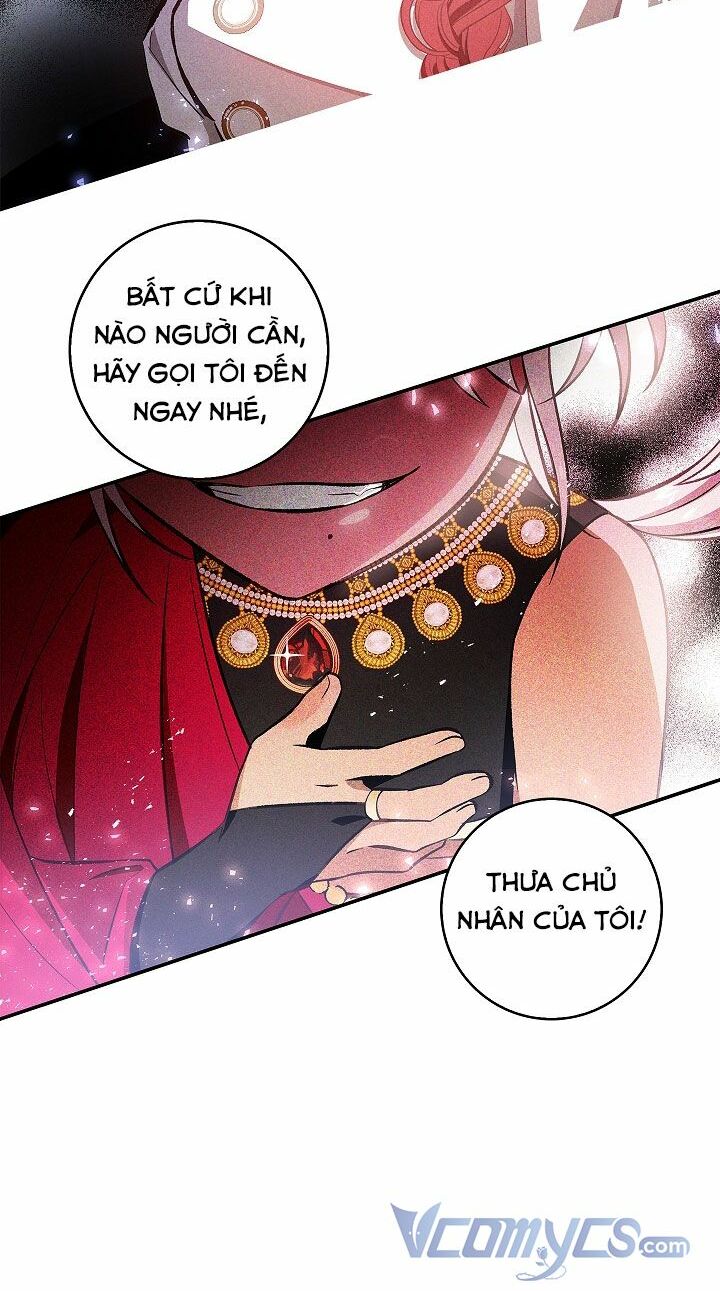 BẤT CỨ KHI
NÀO NGƯỜI CẦN,
HÃY GỌI TÔI ĐẾN
NGAY NHÉ,
THƯA CHỦ
NHÂN CỦA TÔI!
VCOMYCS.com